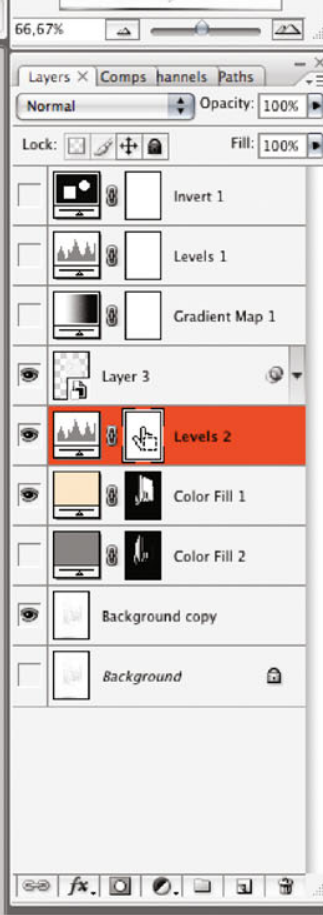 66,67%
Layers × Comps hannels Paths
Normal Opacity: 100%
Lock: Fill: 100%
Invert 1
Levels 1
Gradient Map 1
Layer 3
Levels 2
Color Fill 1
Color Fill 2
Background copy
Background
fx.